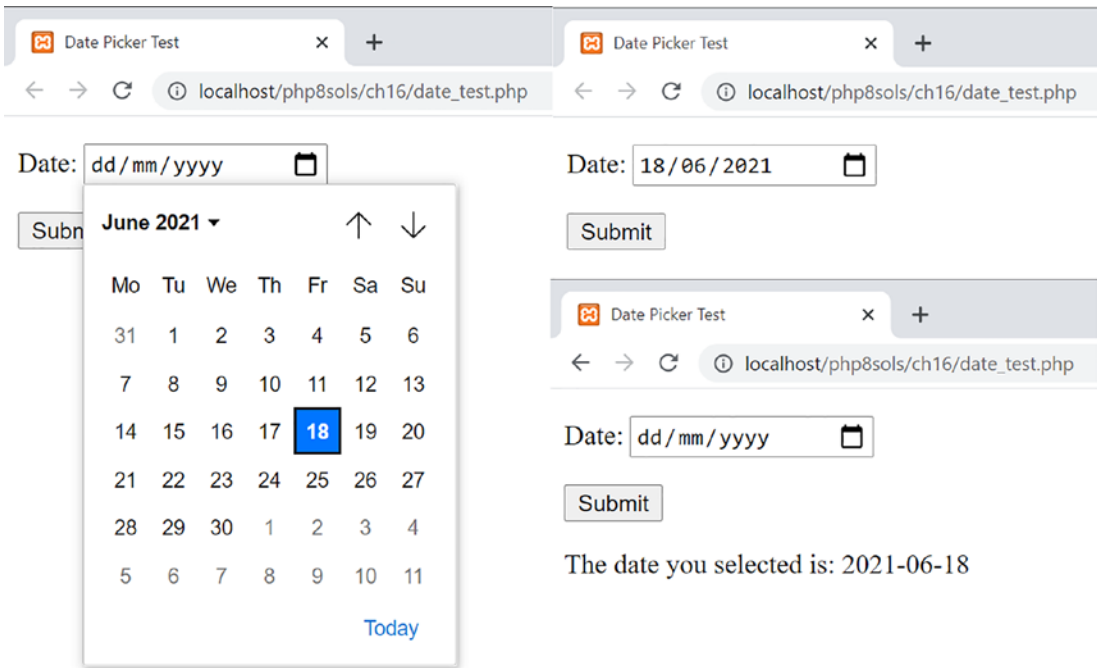 Date Picker Test
localhost/php8sols/ch16/date_test.php
Date: dd/mm/yyyy
Subn
June 2021
Mo Tu We Th Fr Sa Su
31 1 2 3 4 5 6
7 8 9 10 11 12 13
14 15 16 17 18 19 20
21 22 23 24 25 26 27
28 29 30 1 2 3 4
5 6 7 8 9 10 11
Today
Date Picker Test
localhost/php8sols/ch16/date_test.php
Date: 18/06/2021
Submit
Date Picker Test
localhost/php8sols/ch16/date_test.php
Date: dd/mm/yyyy
Submit
The date you selected is: 2021-06-18